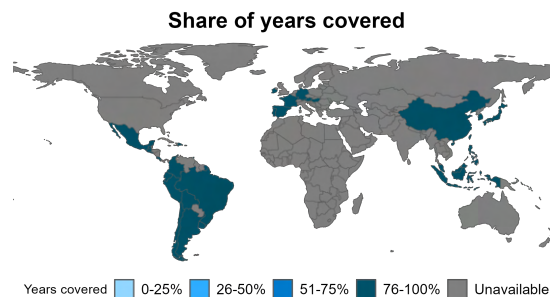 Share of years covered
Years covered 0-25% 26-50% 51-75% 76-100% Unavailable